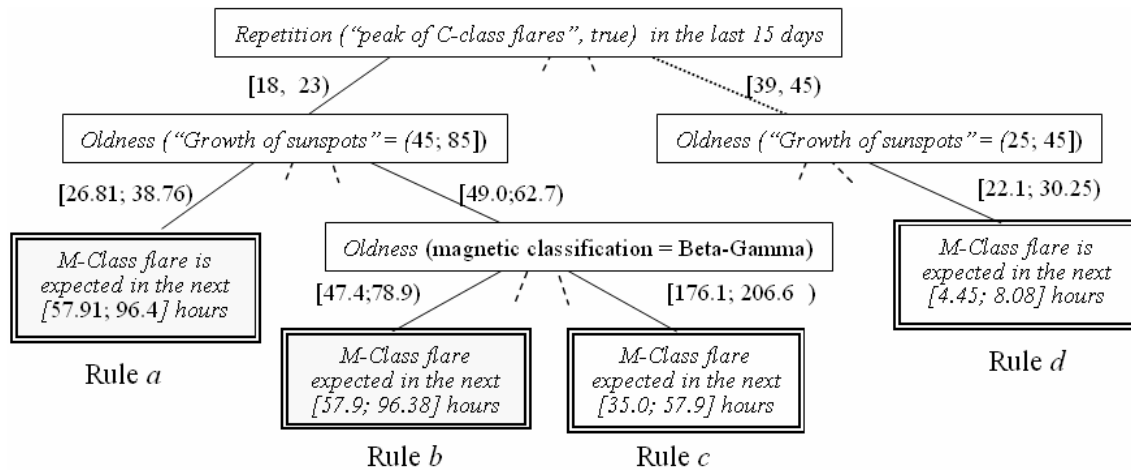 Repetition (“peak of C-class flares”, true) in the last 15 days
[18, 23)
[39, 45)
Oldness (“Growth of sunspots” = (45; 85])
Oldness (“Growth of sunspots” = (25; 45])
[26.81; 38.76)
[49.0;62.7)
[22.1; 30.25)
M-Class flare is
expected in the next
[57.91; 96.4] hours
Rule a
Oldness (magnetic classification = Beta-Gamma)
[47.4;78.9)
[176.1; 206.6 )
M-Class flare
expected in the next
[57.9; 96.38] hours
Rule b
M-Class flare
expected in the next
[35.0; 57.9] hours
Rule c
M-Class flare is
expected in the next
[4.45; 8.08] hours
Rule d